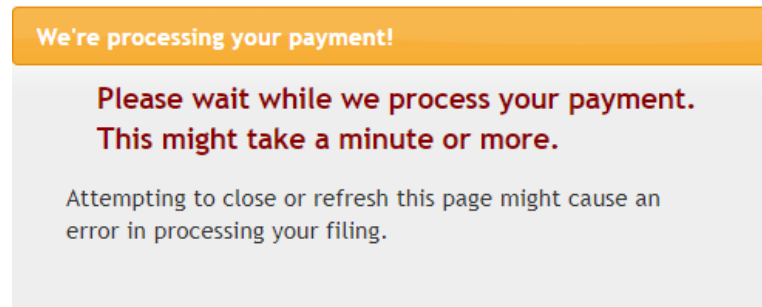 We're processing your payment!
Please wait while we process your payment.
This might take a minute or more.
Attempting to close or refresh this page might cause an
error in processing your filing.